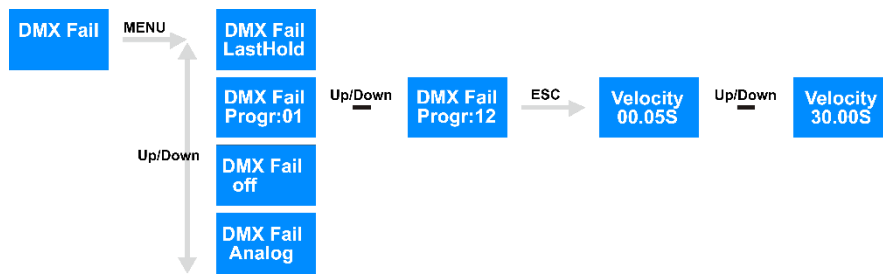 DMX Fail
MENU
DMX Fail
LastHold
DMX Fail
Progr:01
Up/Down
DMX Fail
Progr:12
ESC
Velocity
00.05S
Up/Down
Velocity
30.00S
Up/Down
DMX Fail
off
DMX Fail
Analog